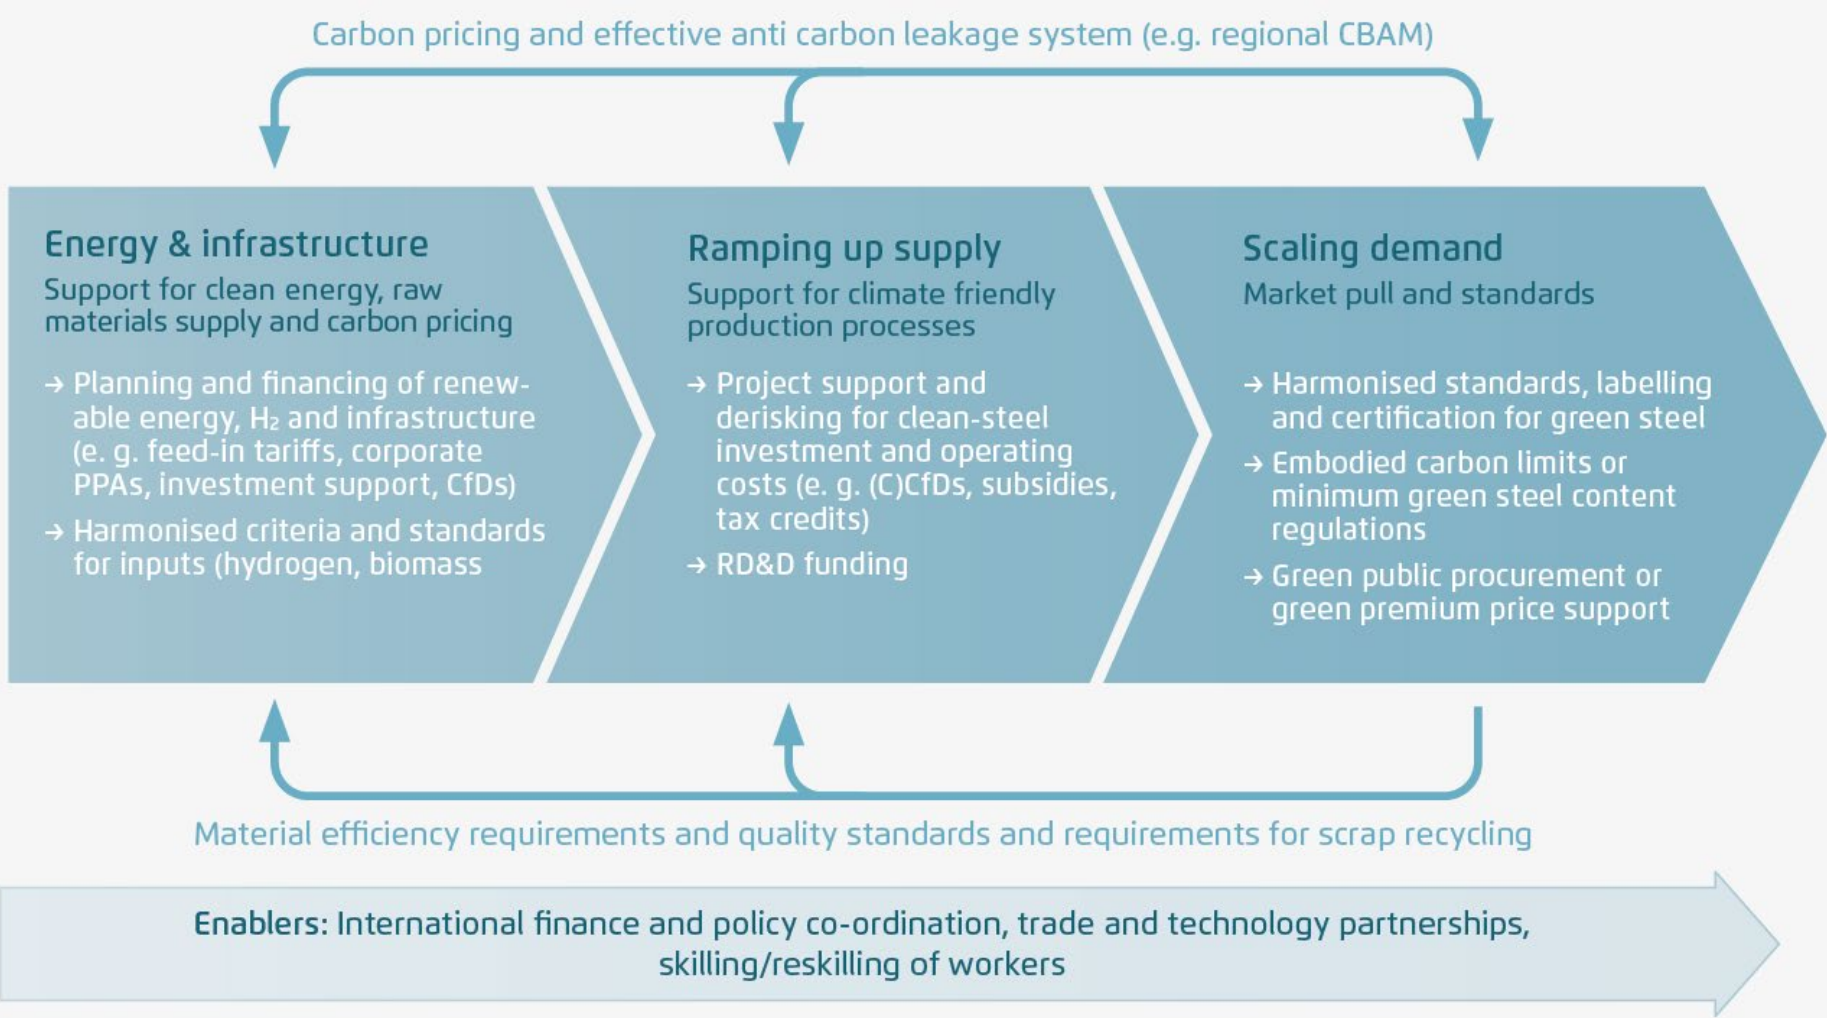 Carbon pricing and effective anti carbon leakage system (e.g. regional CBAM)
Energy & infrastructure
Support for clean energy, raw
materials supply and carbon pricing
→ Planning and financing of renew-
able energy, H₂ and infrastructure
(e. g. feed-in tariffs, corporate
PPAs, investment support, CfDs)
→ Harmonised criteria and standards
for inputs (hydrogen, biomass
Ramping up supply
Support for climate friendly
production processes
→ Project support and
derisking for clean-steel
investment and operating
costs (e. g. (C)CfDs, subsidies,
tax credits)
→ RD&D funding
Scaling demand
Market pull and standards
→ Harmonised standards, labelling
and certification for green steel
→ Embodied carbon limits or
minimum green steel content
regulations
→ Green public procurement or
green premium price support
Material efficiency requirements and quality standards and requirements for scrap recycling
Enablers: International finance and policy co-ordination, trade and technology partnerships,
skilling/reskilling of workers